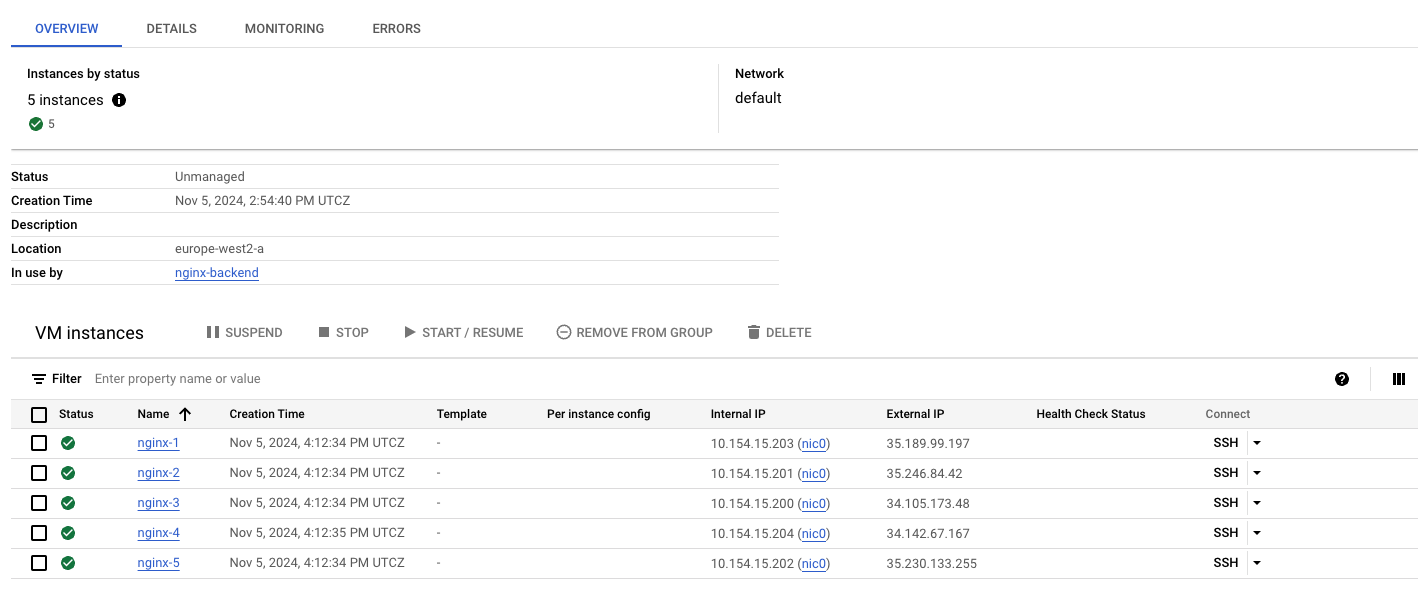 OVERVIEW DETAILS MONITORING ERRORS
Instances by status
5 instances
5
Network
default
Status Unmanaged
Creation Time Nov 5, 2024, 2:54:40 PM UTCZ
Description
Location europe-west2-a
In use by nginx-backend
VM instances SUSPEND STOP START / RESUME REMOVE FROM GROUP DELETE
Filter Enter property name or value
Status Name Creation Time Template Per instance config Internal IP External IP Health Check Status Connect
nginx-1 Nov 5, 2024, 4:12:34 PM UTCZ - 10.154.15.203 (nic0) 35.189.99.197 SSH
nginx-2 Nov 5, 2024, 4:12:34 PM UTCZ - 10.154.15.201 (nic0) 35.246.84.42 SSH
nginx-3 Nov 5, 2024, 4:12:34 PM UTCZ - 10.154.15.200 (nic0) 34.105.173.48 SSH
nginx-4 Nov 5, 2024, 4:12:35 PM UTCZ - 10.154.15.204 (nic0) 34.142.67.167 SSH
nginx-5 Nov 5, 2024, 4:12:34 PM UTCZ - 10.154.15.202 (nic0) 35.230.133.255 SSH